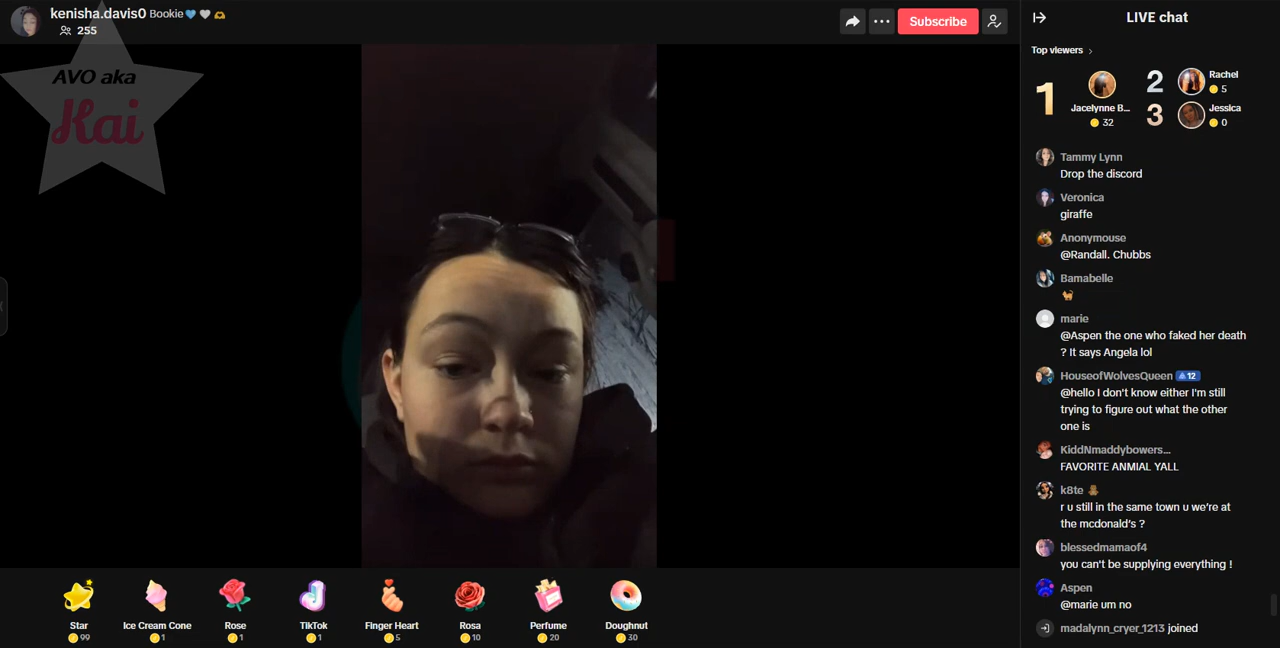 kenisha.davis0 Bookie💙🤍🫶
255
Subscribe
AVO aka
Kai
Star
99
Ice Cream Cone
1
Rose
1
TikTok
1
Finger Heart
5
Rosa
10
Perfume
20
Doughnut
30
LIVE chat
Top viewers >
1
Jacelynne B...
32
2
Rachel
5
3
Jessica
0
Tammy Lynn
Drop the discord
Veronica
giraffe
Anonymouse
@Randall. Chubbs
Bamabelle
🐈
marie
@Aspen the one who faked her death
? It says Angela lol
HouseofWolvesQueen 12
@hello I don't know either I'm still
trying to figure out what the other
one is
KiddNmaddybowers...
FAVORITE ANMIAL YALL
k8te 🧸
r u still in the same town u we're at
the mcdonald's ?
blessedmamaof4
you can't be supplying everything !
Aspen
@marie um no
madalynn_cryer_1213 joined